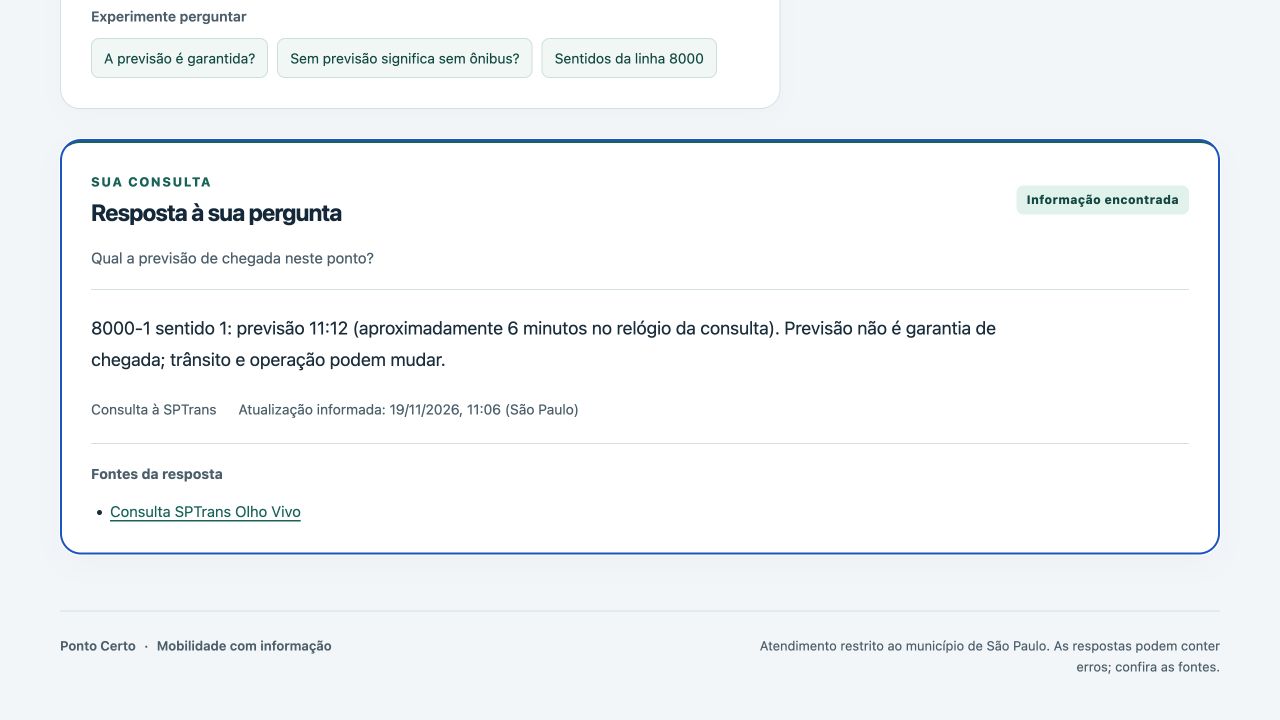 Experimente perguntar
A previsão é garantida?
Sem previsão significa sem ônibus?
Sentidos da linha 8000
SUA CONSULTA
Resposta à sua pergunta
Informação encontrada
Qual a previsão de chegada neste ponto?
8000-1 sentido 1: previsão 11:12 (aproximadamente 6 minutos no relógio da consulta). Previsão não é garantia de
chegada; trânsito e operação podem mudar.
Consulta à SPTrans Atualização informada: 19/11/2026, 11:06 (São Paulo)
Fontes da resposta
• Consulta SPTrans Olho Vivo
Ponto Certo · Mobilidade com informação
Atendimento restrito ao município de São Paulo. As respostas podem conter
erros; confira as fontes.